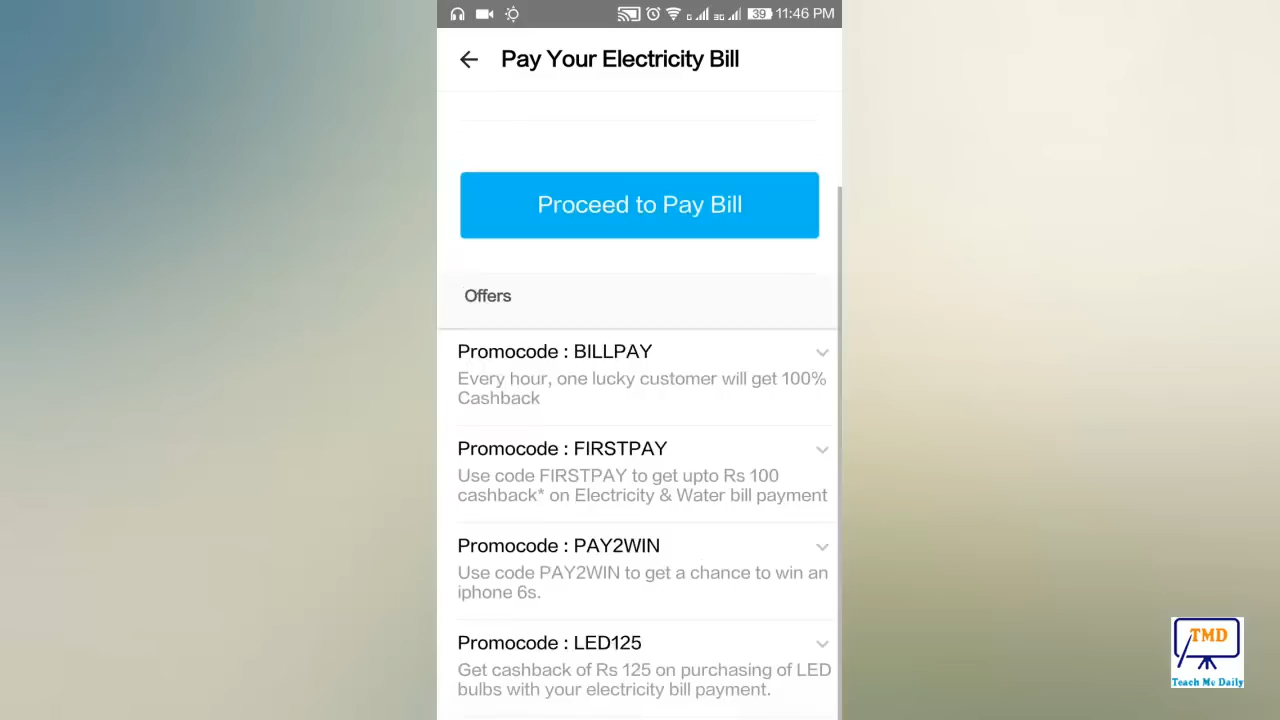 39 11:46 PM
Pay Your Electricity Bill
Proceed to Pay Bill
Offers
Promocode : BILLPAY
Every hour, one lucky customer will get 100%
Cashback
Promocode : FIRSTPAY
Use code FIRSTPAY to get upto Rs 100
cashback* on Electricity & Water bill payment
Promocode : PAY2WIN
Use code PAY2WIN to get a chance to win an
iphone 6s.
Promocode : LED125
Get cashback of Rs 125 on purchasing of LED
bulbs with your electricity bill payment.
TMD
Teach Me Daily